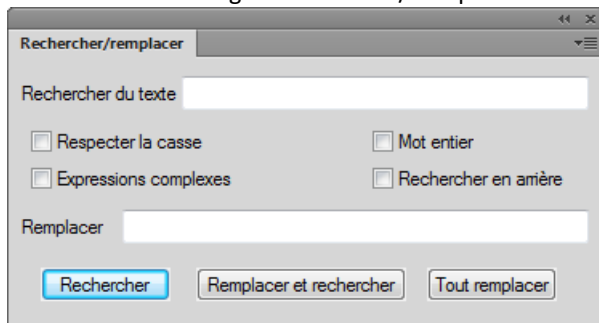 Rechercher/remplacer
Rechercher du texte
Respecter la casse Mot entier
Expressions complexes Rechercher en arrière
Remplacer
Rechercher Remplacer et rechercher Tout remplacer